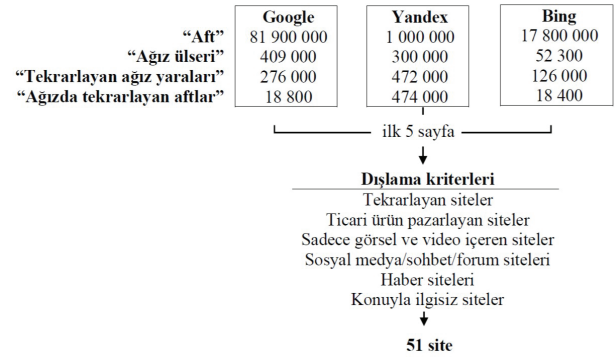 Google Yandex Bing
“Aft” 81 900 000 1 000 000 17 800 000
“Ağız ülseri” 409 000 300 000 52 300
“Tekrarlayan ağız yaraları” 276 000 472 000 126 000
“Ağızda tekrarlayan aftlar” 18 800 474 000 18 400
ilk 5 sayfa
Dışlama kriterleri
Tekrarlayan siteler
Ticari ürün pazarlayan siteler
Sadece görsel ve video içeren siteler
Sosyal medya/sohbet/forum siteleri
Haber siteleri
Konuyla ilgisiz siteler
51 site